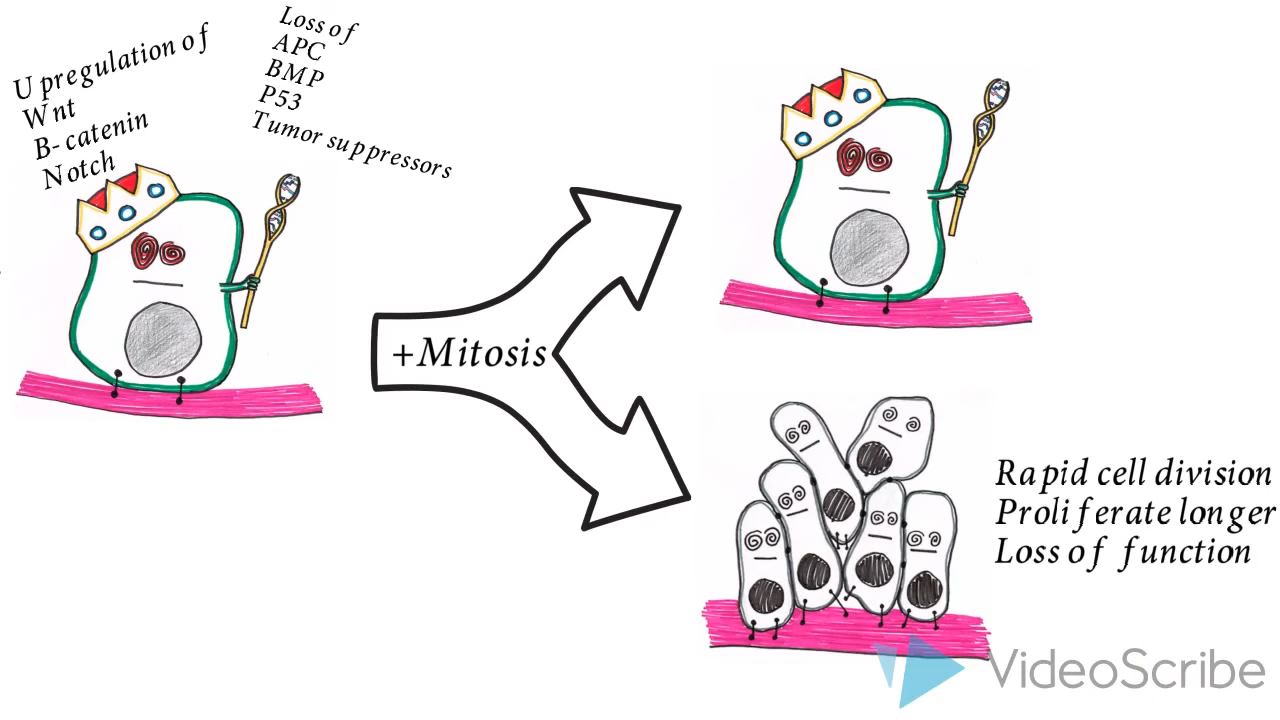 Upregulation of
Wnt
B-catenin
Notch
Loss of
APC
BMP
P53
Tumor suppressors
+Mitosis
Rapid cell division
Proliferate longer
Loss of function
VideoScribe